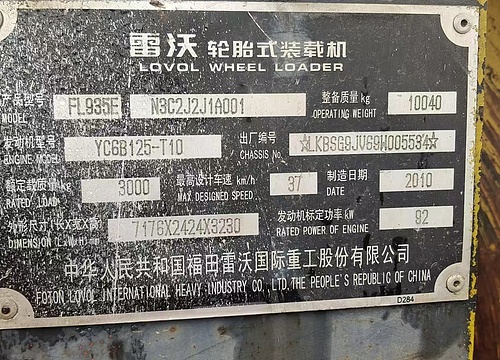 雷沃 轮胎式装载机
LOVOL WHEEL LOADER
产品型号 FL935E N3C2J2J1A001 整备质量 kg 10040
MODEL OPERATING WEIGHT
发动机型号 YC6B125-T10 出厂编号 ☆LKBSG9JV69W005534☆
ENGINE MODEL CHASSIS No.
额定载质量 kg 3000 最高设计车速 km/h 37 制造日期 2010
RATED LOAD MAX DESIGNED SPEED DATE
外形尺寸(长X宽X高) 7176X2424X3230 发动机标定功率 kW 92
DIMENSION (LxWxH) mm RATED POWER OF ENGINE
中华人民共和国福田雷沃国际重工股份有限公司
FOTON LOVOL INTERNATIONAL HEAVY INDUSTRY CO., LTD, THE PEOPLE'S REPUBLIC OF CHINA
D284